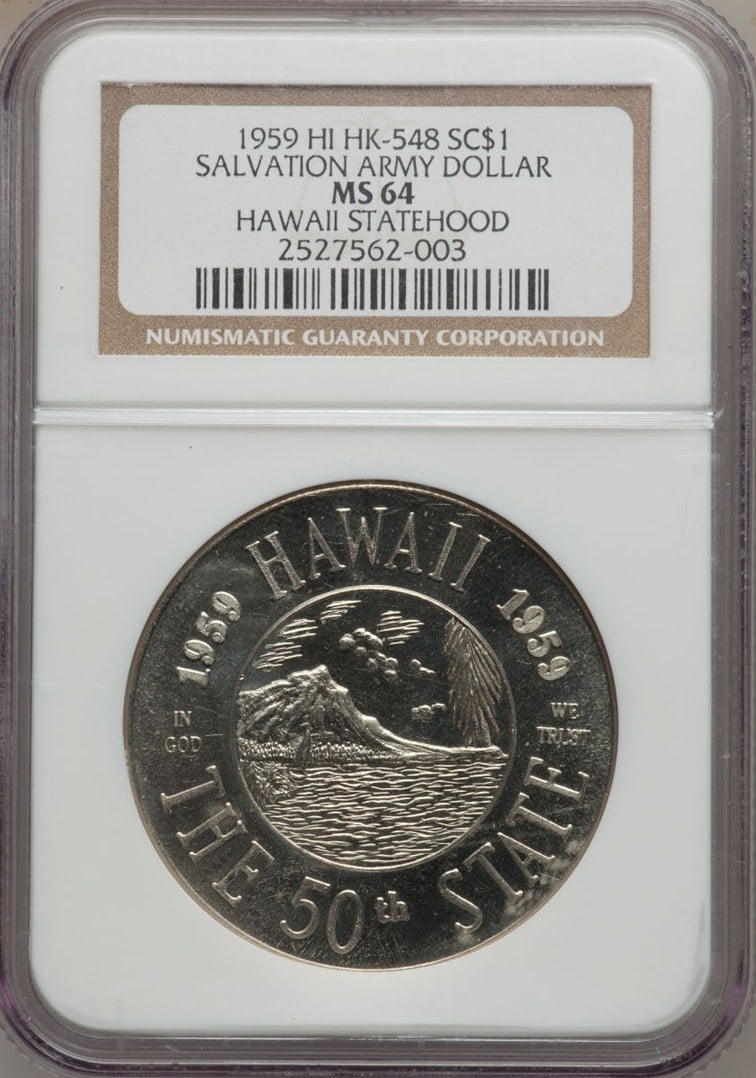 1959 HI HK-548 SC$1
SALVATION ARMY DOLLAR
MS 64
HAWAII STATEHOOD
2527562-003
NUMISMATIC GUARANTY CORPORATION
HAWAII
1959
1959
IN
GOD
WE
TRUST
THE 50th STATE